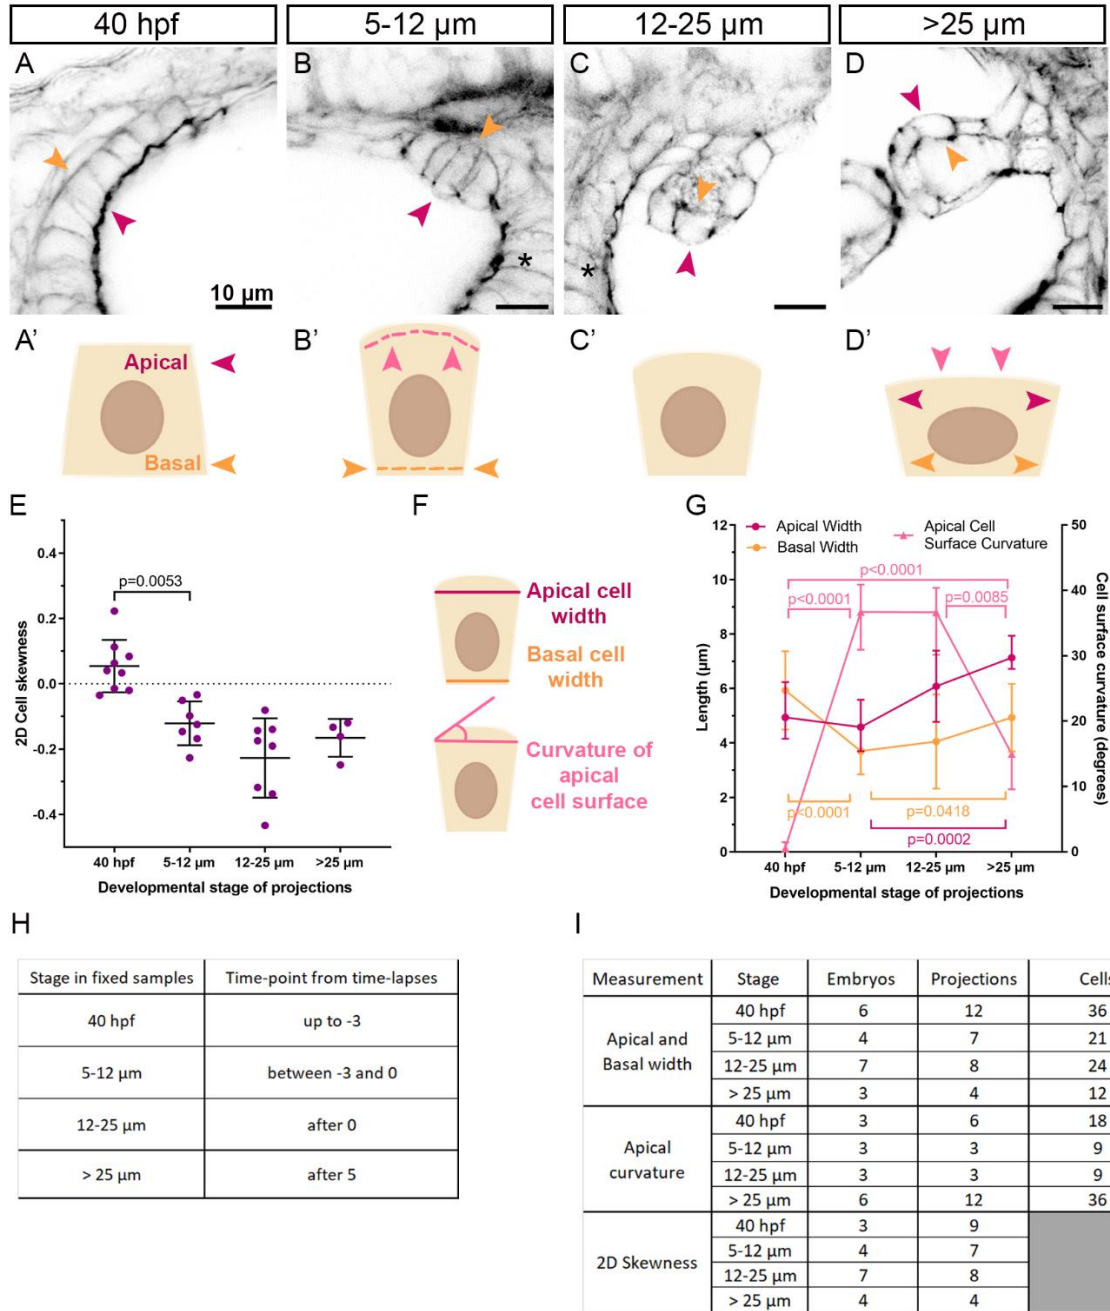 40 hpf
5-12 µm
12-25 µm
>25 µm
A
B
C
D
10 µm
*
*
A’
B’
C’
D’
Apical
Basal
E
F
G
2D Cell skewness
0.4
0.2
0.0
-0.2
-0.4
p=0.0053
40 hpf
5-12 µm
12-25 µm
>25 µm
Developmental stage of projections
Apical cell
width
Basal cell
width
Curvature of
apical
cell surface
Apical Width
Basal Width
Apical Cell
Surface Curvature
Length (µm)
12
10
8
6
4
2
0
Cell surface curvature (degrees)
50
40
30
20
10
0
p<0.0001
p<0.0001
p=0.0085
p<0.0001
p=0.0418
p=0.0002
40 hpf
5-12 µm
12-25 µm
>25 µm
Developmental stage of projections
H
Stage in fixed samples Time-point from time-lapses
40 hpf up to -3
5-12 µm between -3 and 0
12-25 µm after 0
> 25 µm after 5
I
Measurement Stage Embryos Projections Cells
Apical and
Basal width
40 hpf 6 12 36
5-12 µm 4 7 21
12-25 µm 7 8 24
> 25 µm 3 4 12
Apical
curvature
40 hpf 3 6 18
5-12 µm 3 3 9
12-25 µm 3 3 9
> 25 µm 6 12 36
2D Skewness
40 hpf 3 9
5-12 µm 4 7
12-25 µm 7 8
> 25 µm 4 4